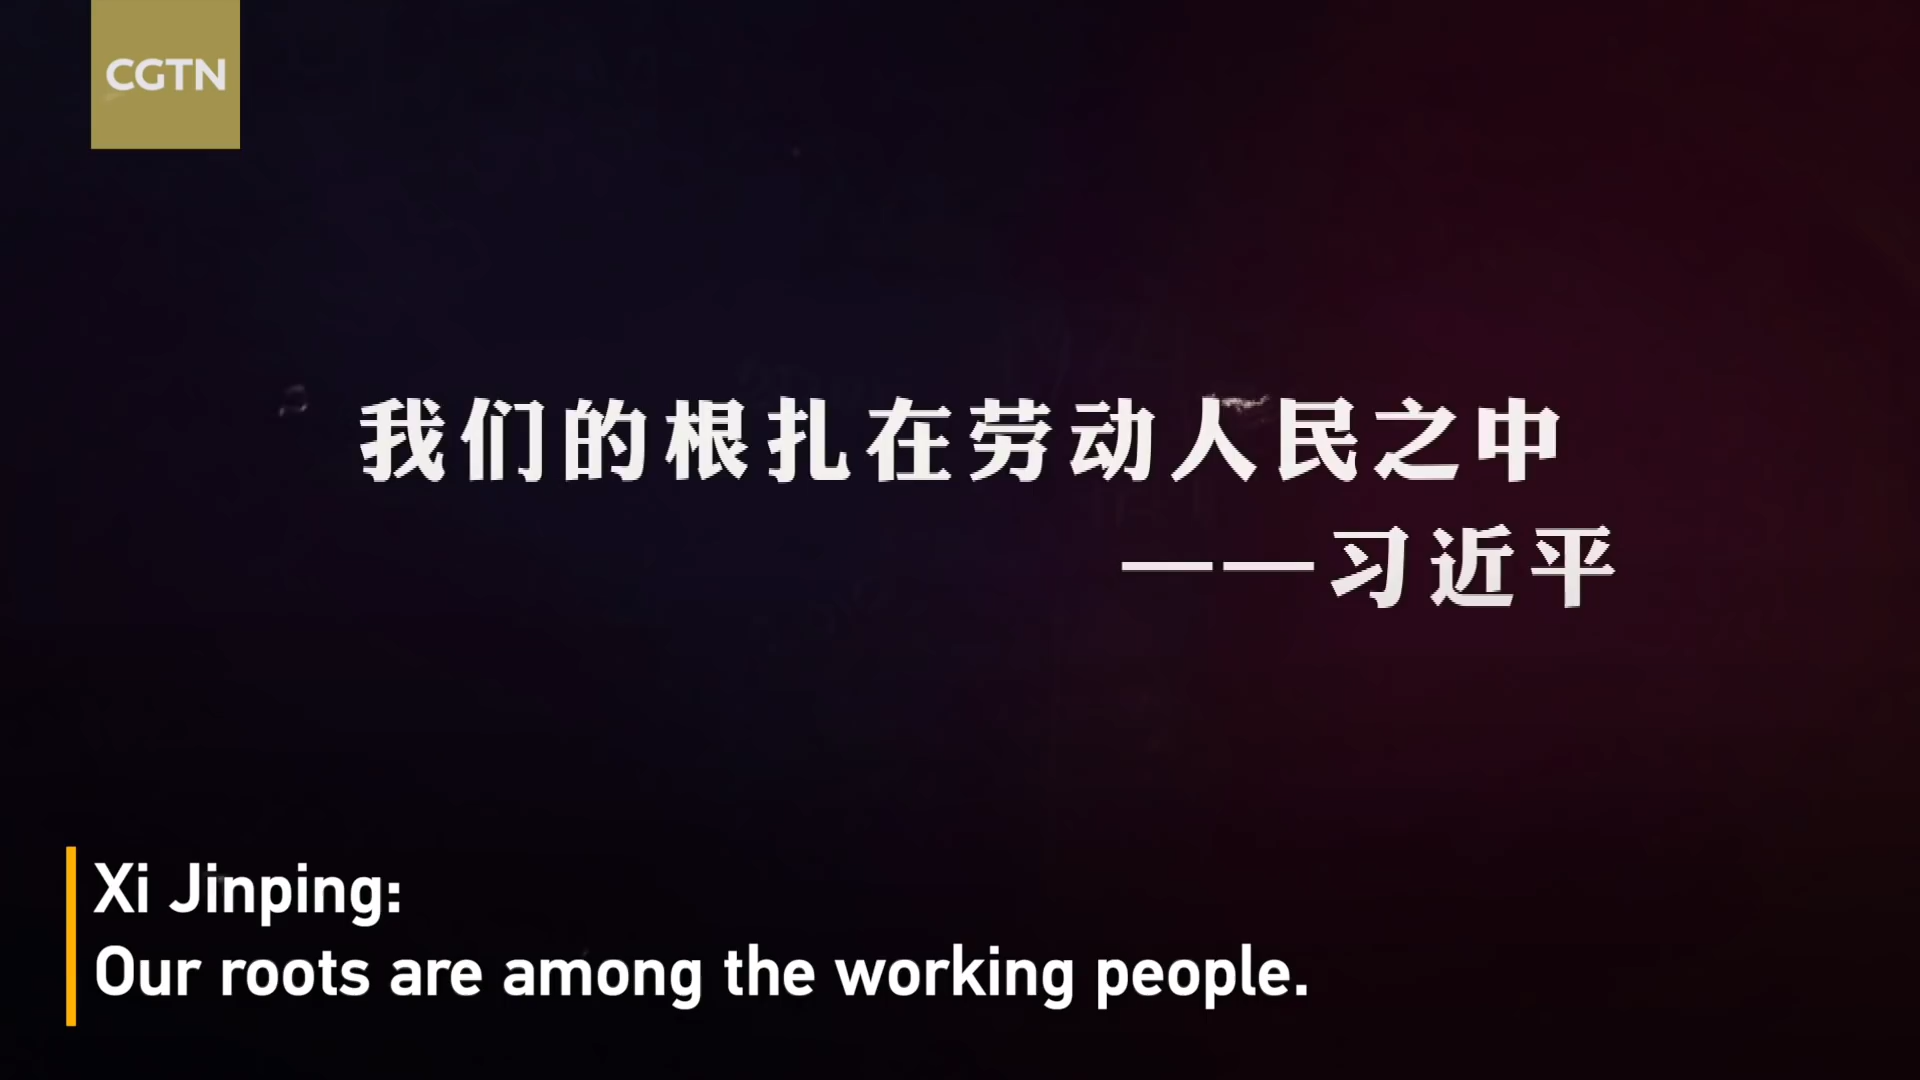 CGTN
我们的根扎在劳动人民之中
——习近平
Xi Jinping:
Our roots are among the working people.